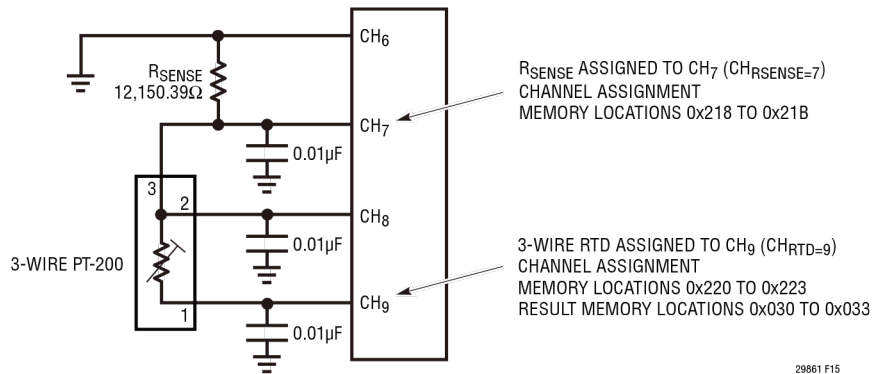 CH6
RSENSE
12,150.39Ω
RSENSE ASSIGNED TO CH7 (CHRSENSE=7)
CHANNEL ASSIGNMENT
MEMORY LOCATIONS 0x218 TO 0x21B
CH7
0.01µF
3
2
CH8
3-WIRE PT-200
0.01µF
3-WIRE RTD ASSIGNED TO CH9 (CHRTD=9)
CHANNEL ASSIGNMENT
MEMORY LOCATIONS 0x220 TO 0x223
RESULT MEMORY LOCATIONS 0x030 TO 0x033
1
CH9
0.01µF
29861 F15